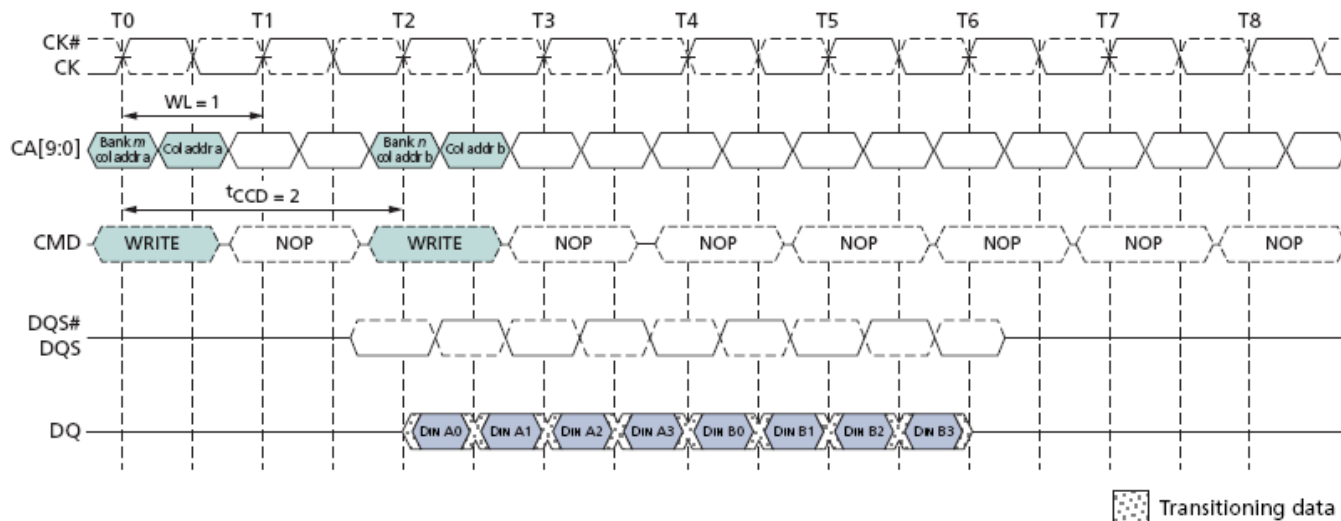 T0 T1 T2 T3 T4 T5 T6 T7 T8
CK#
CK
WL = 1
CA[9:0]
Bank m
col addr a
Col addr a
Bank n
col addr b
Col addr b
tCCD = 2
CMD WRITE NOP WRITE NOP NOP NOP NOP NOP NOP
DQS#
DQS
DQ DIN A0 DIN A1 DIN A2 DIN A3 DIN B0 DIN B1 DIN B2 DIN B3
Transitioning data